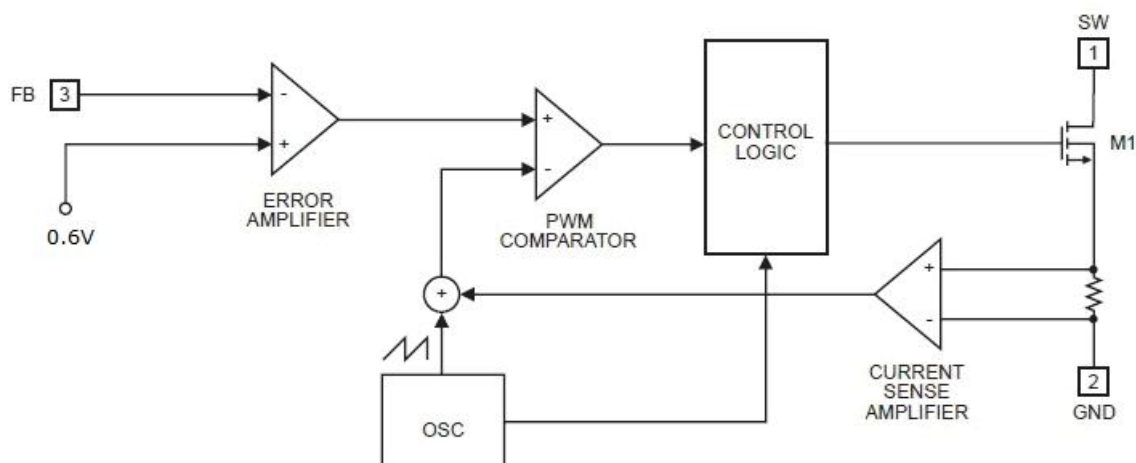 SW
1
FB
3
-
+
ERROR
AMPLIFIER
0.6V
+
-
PWM
COMPARATOR
CONTROL
LOGIC
M1
+
+
-
CURRENT
SENSE
AMPLIFIER
OSC
2
GND